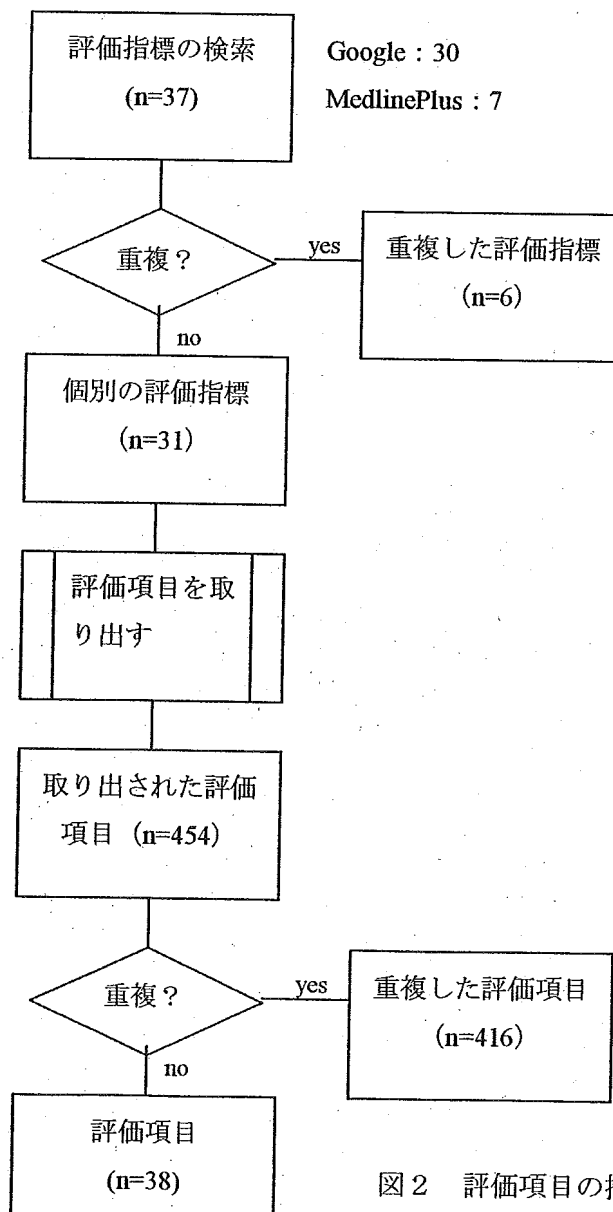 評価指標の検索
(n=37)
Google：30
MedlinePlus：7
重複？
yes
重複した評価指標
(n=6)
no
個別の評価指標
(n=31)
評価項目を取
り出す
取り出された評価
項目 (n=454)
重複？
yes
重複した評価項目
(n=416)
no
評価項目
(n=38)
図２　評価項目の